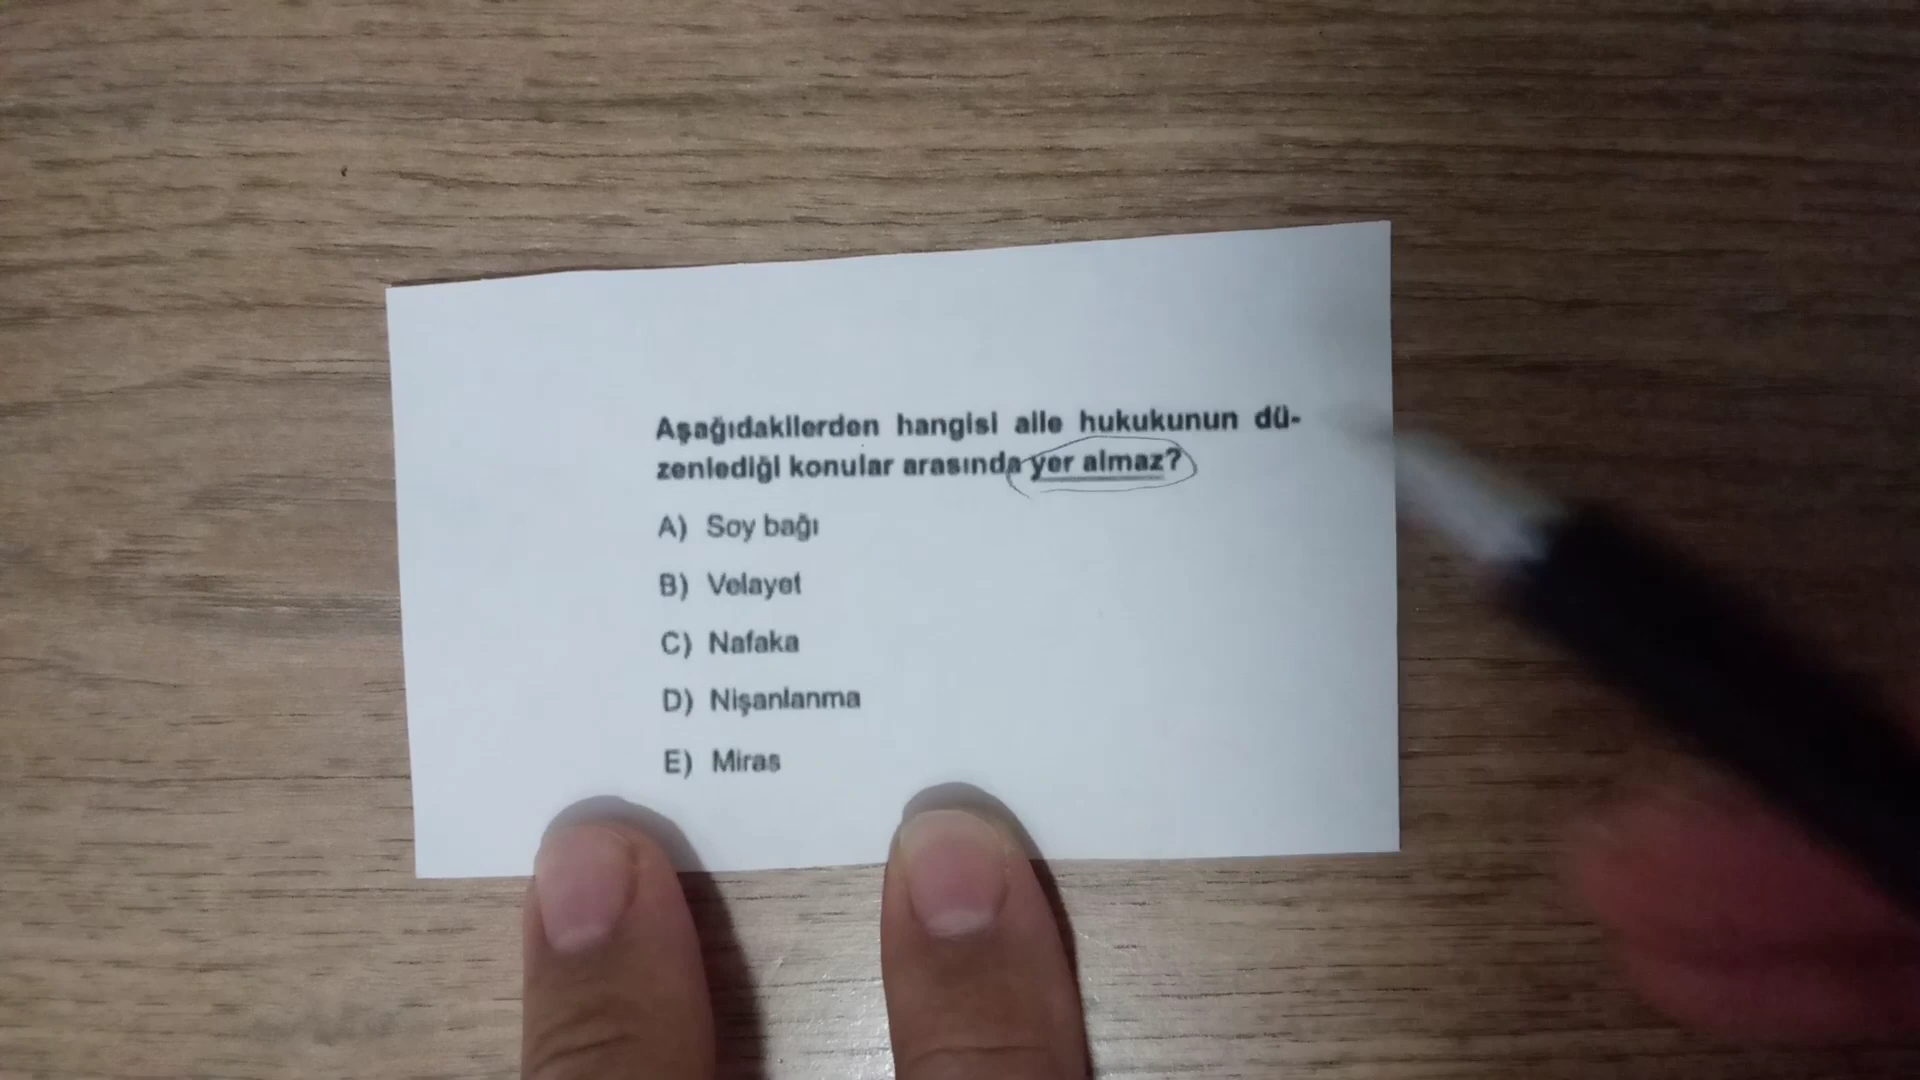 Aşağıdakilerden hangisi aile hukukunun dü-
zenlediği konular arasında yer almaz?
A) Soy bağı
B) Velayet
C) Nafaka
D) Nişanlanma
E) Miras